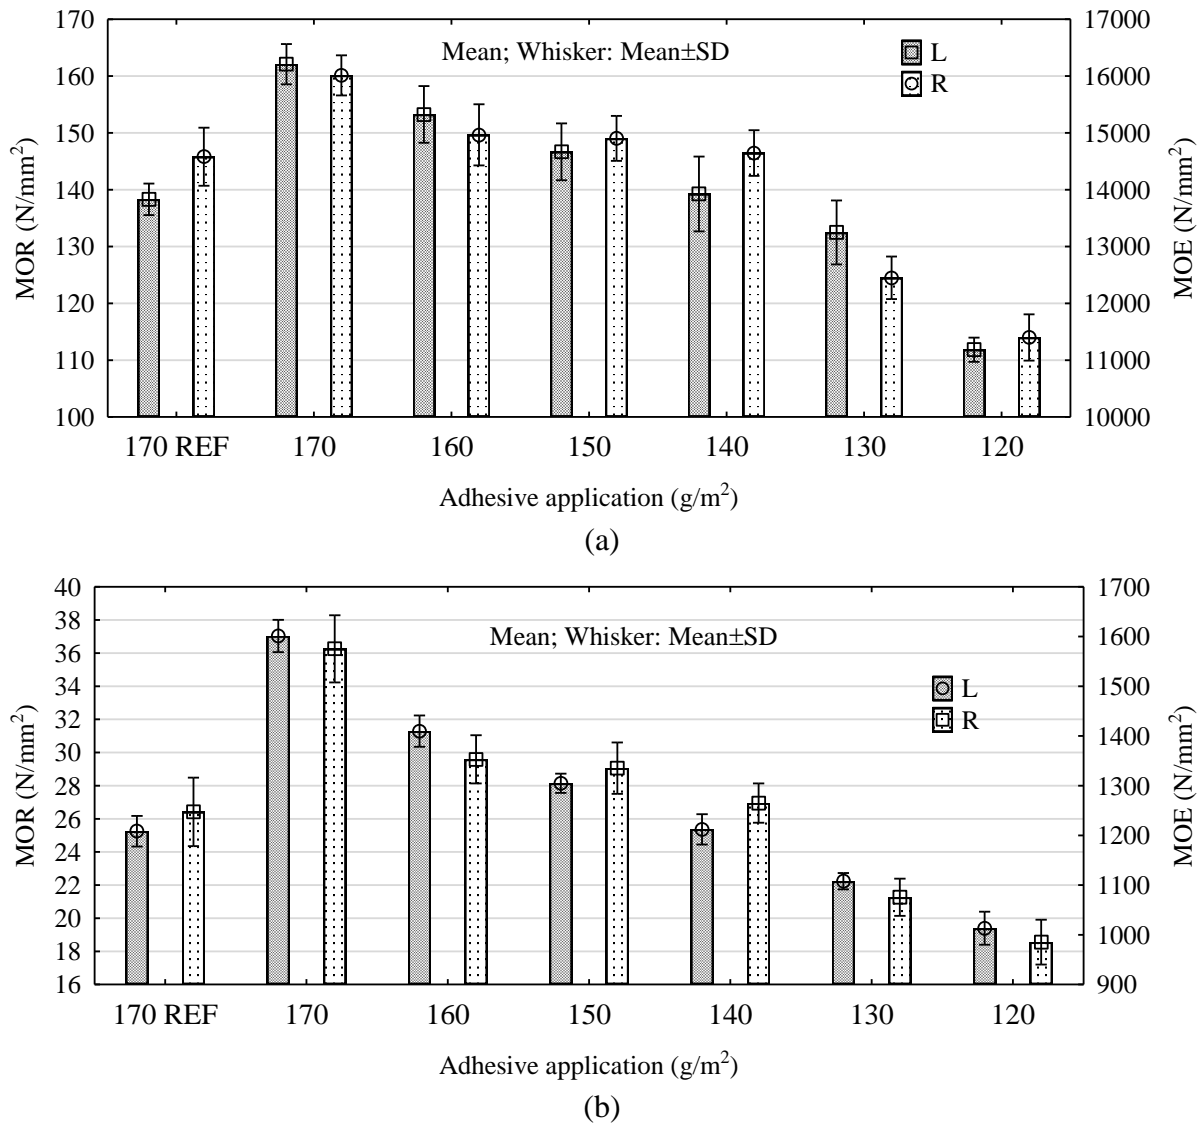 170
160
150
140
130
120
110
100
MOR (N/mm²)
Mean; Whisker: Mean±SD
L
R
17000
16000
15000
14000
13000
12000
11000
10000
MOE (N/mm²)
170 REF 170 160 150 140 130 120
Adhesive application (g/m²)
(a)
40
38
36
34
32
30
28
26
24
22
20
18
16
MOR (N/mm²)
Mean; Whisker: Mean±SD
L
R
1700
1600
1500
1400
1300
1200
1100
1000
900
MOE (N/mm²)
170 REF 170 160 150 140 130 120
Adhesive application (g/m²)
(b)